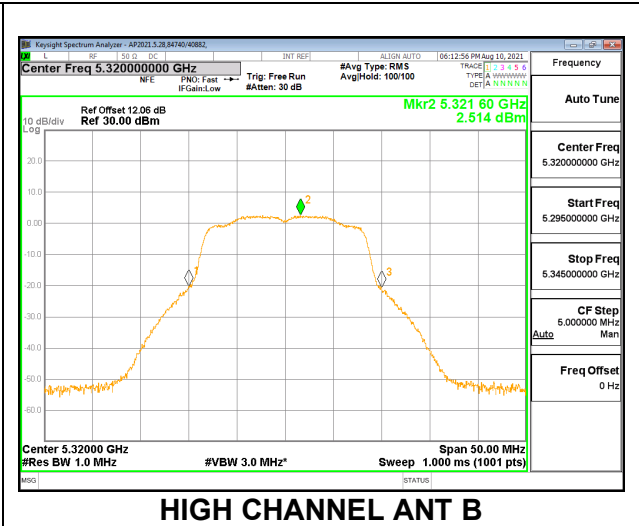 Keysight Spectrum Analyzer - AP2021.5.28,84740/40882,
L RF 50 Ω DC INT REF ALIGN AUTO 06:12:56 PM Aug 10, 2021
Center Freq 5.320000000 GHz
NFE
PNO: Fast
IFGain:Low
Trig: Free Run
#Atten: 30 dB
#Avg Type: RMS
Avg|Hold: 100/100
TRACE 1 2 3 4 5 6
TYPE A WWWWW
DET A N N N N N
Frequency
Ref Offset 12.06 dB
10 dB/div Ref 30.00 dBm
Log
Mkr2 5.321 60 GHz
2.514 dBm
20.0
10.0
0.00
-10.0
-20.0
-30.0
-40.0
-50.0
-60.0
1
2
3
Center 5.32000 GHz
Span 50.00 MHz
#Res BW 1.0 MHz
#VBW 3.0 MHz*
Sweep 1.000 ms (1001 pts)
Auto Tune
Center Freq
5.320000000 GHz
Start Freq
5.295000000 GHz
Stop Freq
5.345000000 GHz
CF Step
5.000000 MHz
Auto Man
Freq Offset
0 Hz
MSG
STATUS
HIGH CHANNEL ANT B